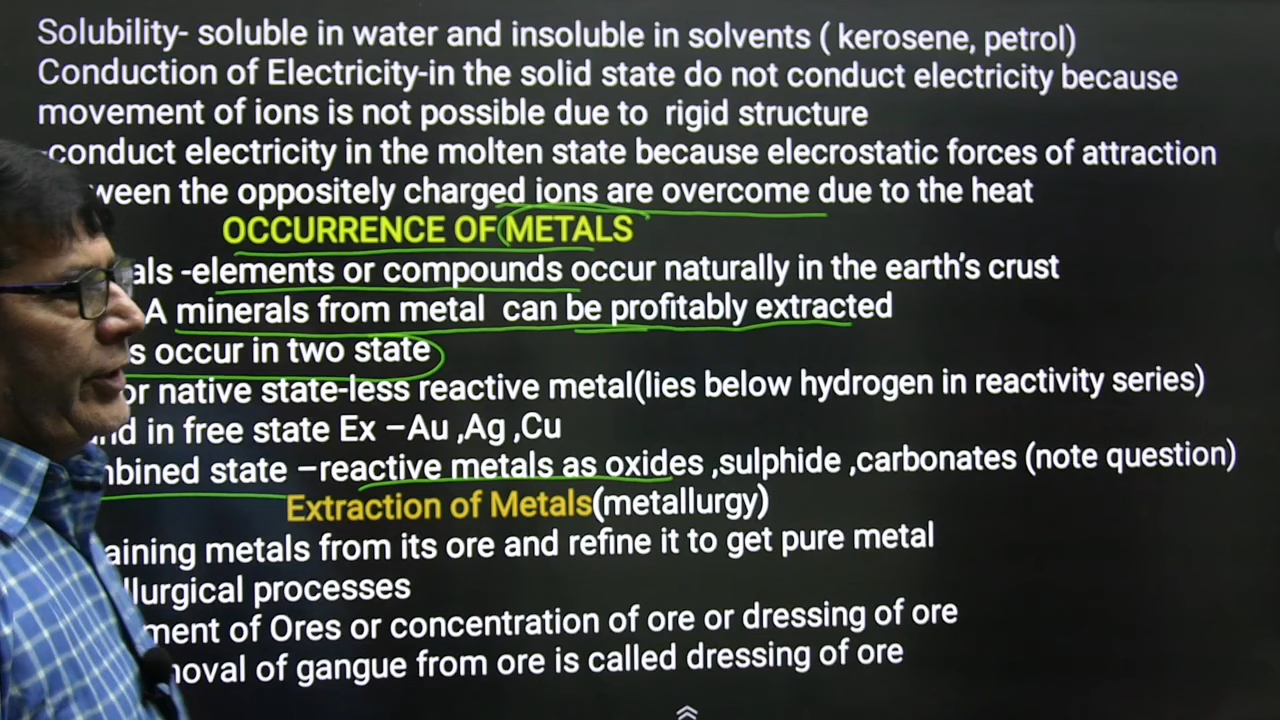 Solubility- soluble in water and insoluble in solvents ( kerosene, petrol)
Conduction of Electricity-in the solid state do not conduct electricity because
movement of ions is not possible due to rigid structure
-conduct electricity in the molten state because elecrostatic forces of attraction
ween the oppositely charged ions are overcome due to the heat
OCCURRENCE OF METALS
als -elements or compounds occur naturally in the earth's crust
A minerals from metal can be profitably extracted
s occur in two state
or native state-less reactive metal(lies below hydrogen in reactivity series)
nd in free state Ex –Au ,Ag ,Cu
mbined state –reactive metals as oxides ,sulphide ,carbonates (note question)
Extraction of Metals(metallurgy)
aining metals from its ore and refine it to get pure metal
llurgical processes
ment of Ores or concentration of ore or dressing of ore
moval of gangue from ore is called dressing of ore